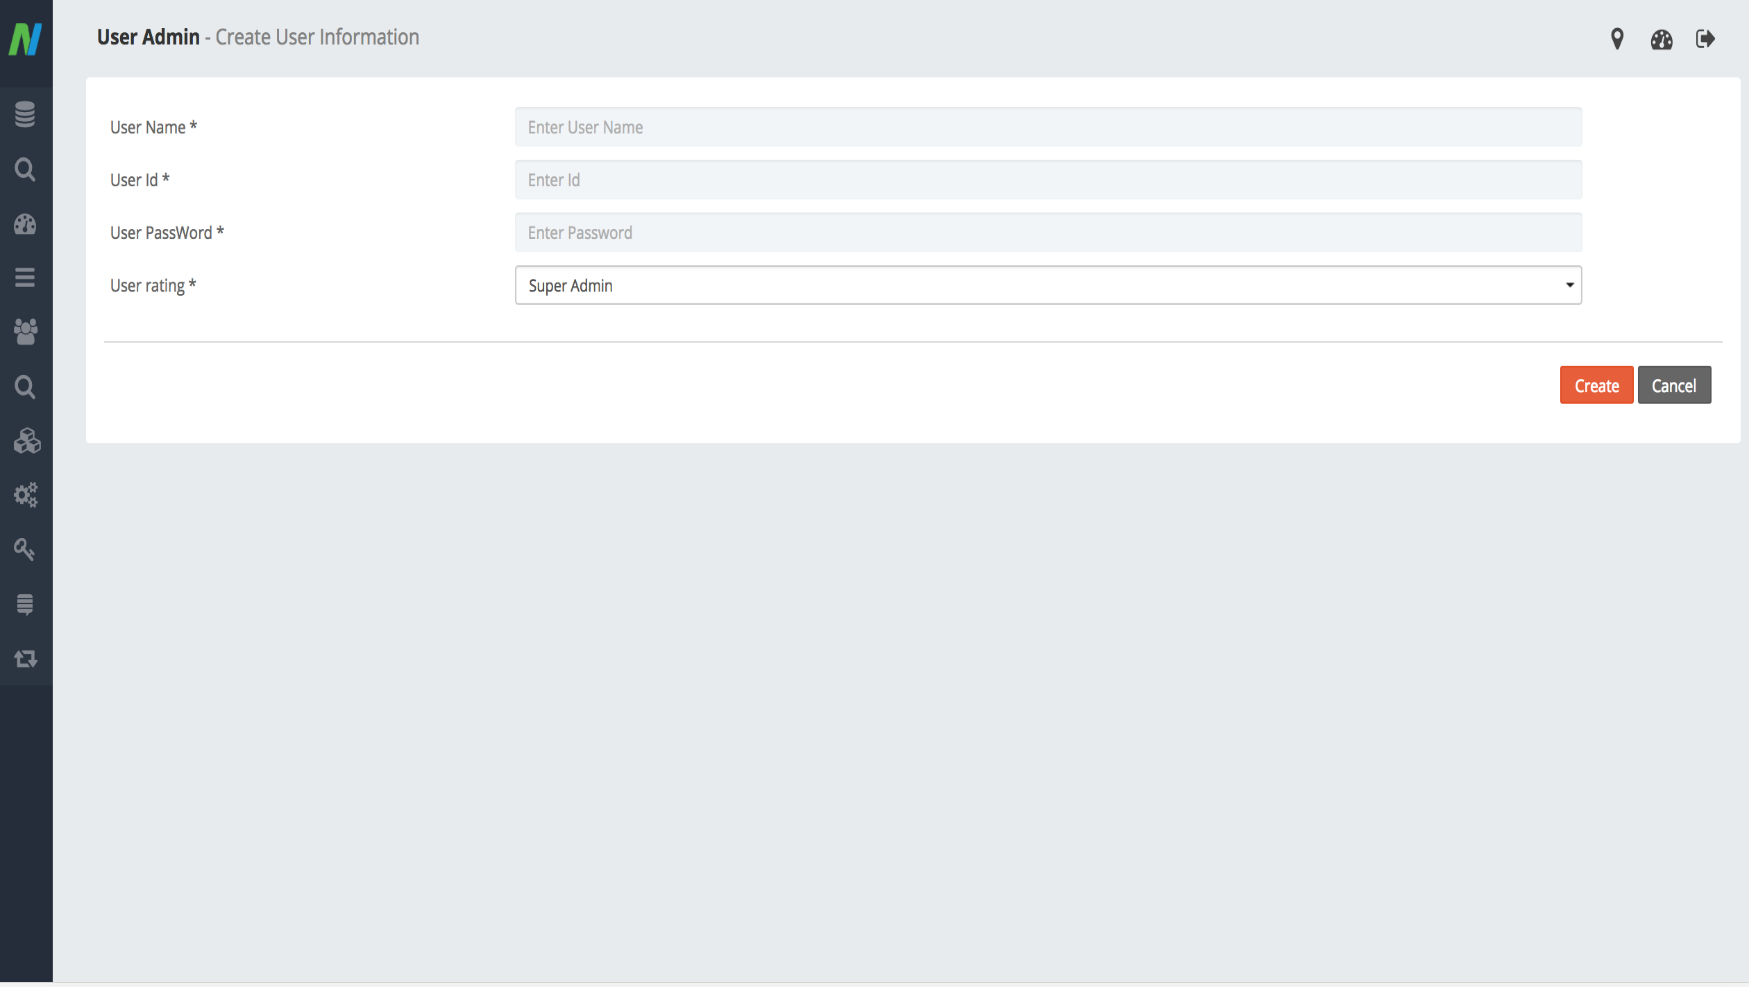 User Admin - Create User Information
User Name *
Enter User Name
User Id *
Enter Id
User PassWord *
Enter Password
User rating *
Super Admin
Create Cancel